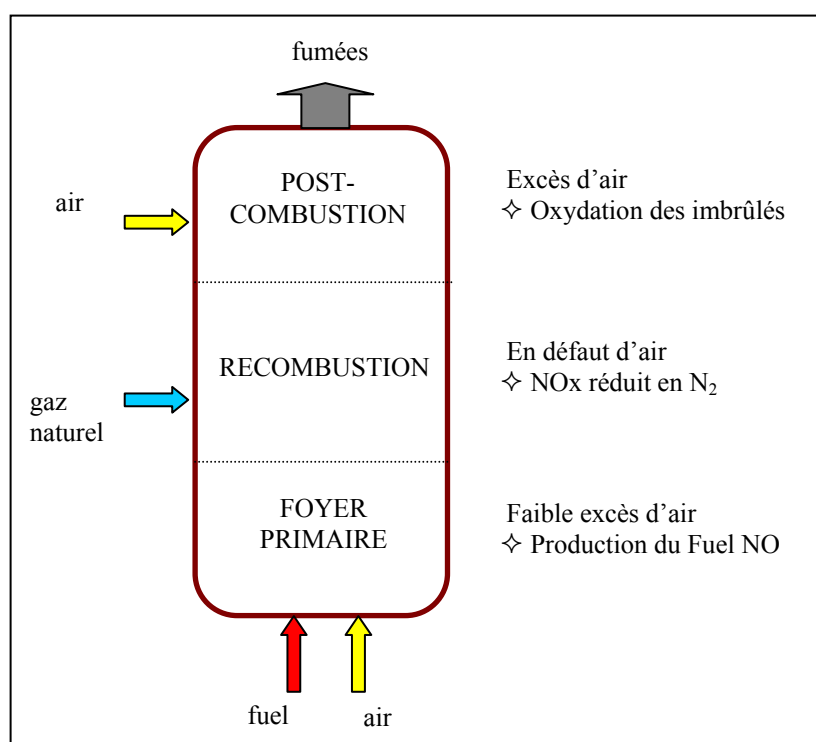 fumées
POST-
COMBUSTION
air
Excès d'air
✧ Oxydation des imbrûlés
RECOMBUSTION
gaz
naturel
En défaut d'air
✧ NOx réduit en N₂
FOYER
PRIMAIRE
Faible excès d'air
✧ Production du Fuel NO
fuel
air